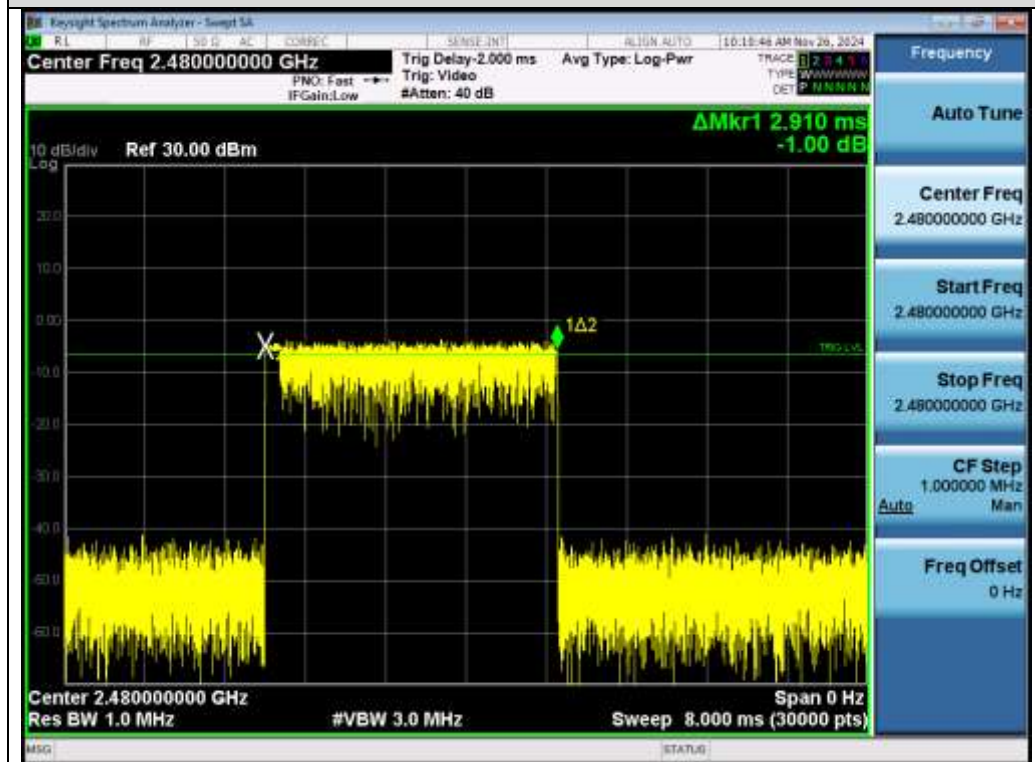 Keysight Spectrum Analyzer - Swept SA
RL RF 50 Ω AC CORREC SENSE:INT ALIGN AUTO 10:10:46 AM Nov 26, 2024
Center Freq 2.480000000 GHz
PNO: Fast
IFGain:Low
Trig Delay-2.000 ms
Trig: Video
#Atten: 40 dB
Avg Type: Log-Pwr
TRACE 1 2 3 4 5 6
TYPE WWWWWW
DET P N N N N N
ΔMkr1 2.910 ms
-1.00 dB
10 dB/div Ref 30.00 dBm
Log
20.0
10.0
0.00
1Δ2
TRIG LVL
-10.0
-20.0
-30.0
-40.0
-50.0
-60.0
Center 2.480000000 GHz Span 0 Hz
Res BW 1.0 MHz #VBW 3.0 MHz Sweep 8.000 ms (30000 pts)
MSG STATUS
Frequency
Auto Tune
Center Freq
2.480000000 GHz
Start Freq
2.480000000 GHz
Stop Freq
2.480000000 GHz
CF Step
1.000000 MHz
Auto Man
Freq Offset
0 Hz